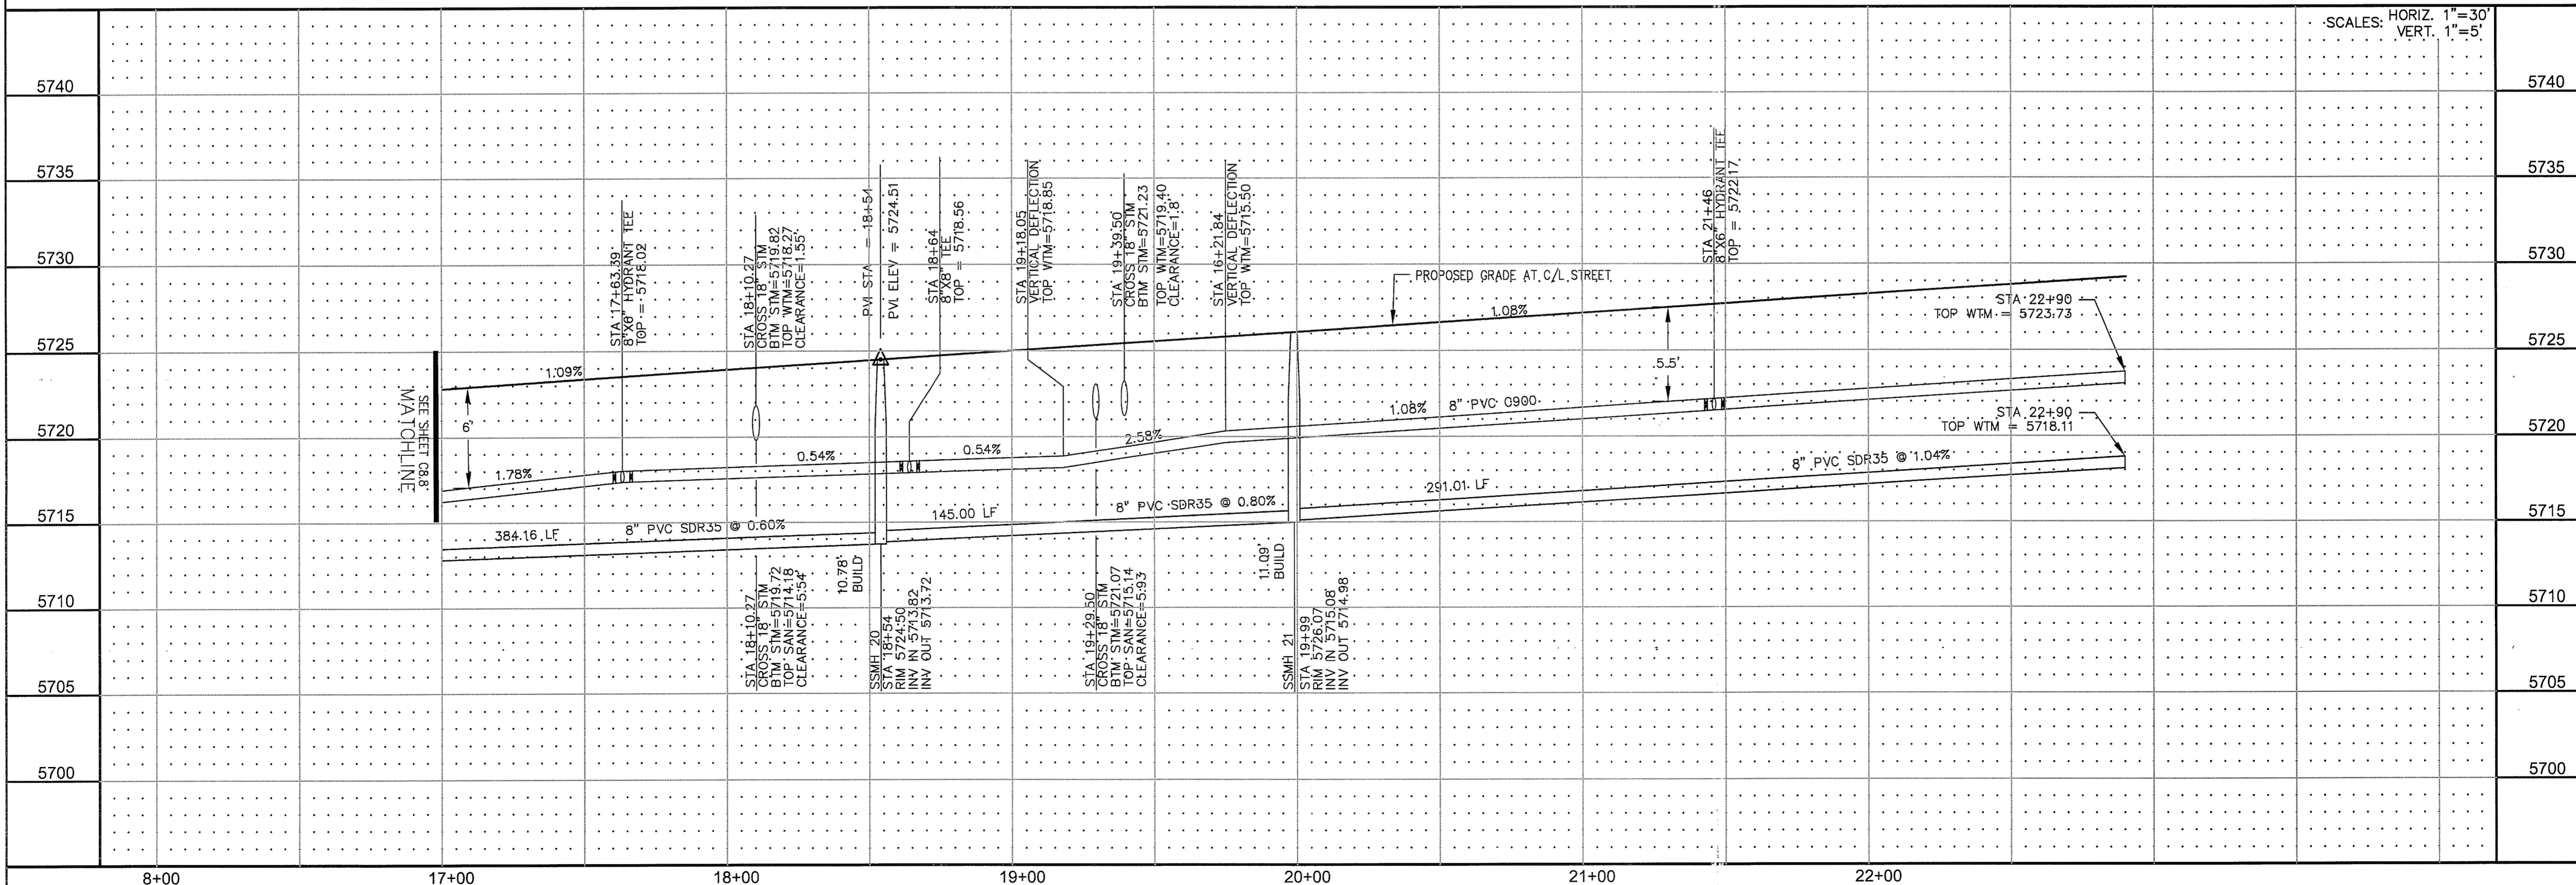 SCALES: HORIZ. 1"=30'
VERT. 1"=5'
5740
5740
5735
5735
5730
5730
5725
5725
5720
5720
5715
5715
5710
5710
5705
5705
5700
5700
SEE SHEET C8.8
MATCHLINE
6'
1.09%
1.78%
STA 17+63.39
8"X6" HYDRANT TEE
TOP = 5718.02
STA 18+10.27
CROSS 18" STM
BTM STM=5719.82
TOP WTM=5718.27
CLEARANCE=1.55'
PVI STA = 18+54
PVI ELEV = 5724.51
STA 18+64
8"X8" TEE
TOP = 5718.56
STA 19+18.05
VERTICAL DEFLECTION
TOP WTM=5718.85
STA 19+39.50
CROSS 18" STM
BTM STM=5721.23
TOP WTM=5719.40
CLEARANCE=1.8'
STA 16+21.84
VERTICAL DEFLECTION
TOP WTM=5715.50
PROPOSED GRADE AT C/L STREET
1.08%
STA 21+46
8"X6" HYDRANT TEE
TOP = 5722.17
5.5'
STA 22+90
TOP WTM = 5723.73
0.54%
0.54%
2.58%
1.08%
8" PVC C900
STA 22+90
TOP WTM = 5718.11
384.16 LF
8" PVC SDR35 @ 0.60%
145.00 LF
8" PVC SDR35 @ 0.80%
291.01 LF
8" PVC SDR35 @ 1.04%
STA 18+10.27
CROSS 18" STM
BTM STM=5719.72
TOP SAN=5714.18
CLEARANCE=5.54'
10.78'
BUILD
SSMH 20
STA 18+54
RIM 5724.50
INV IN 5713.82
INV OUT 5713.72
STA 19+29.50
CROSS 18" STM
BTM STM=5721.07
TOP SAN=5715.14
CLEARANCE=5.93'
11.09'
BUILD
SSMH 21
STA 19+99
RIM 5726.07
INV IN 5715.08
INV OUT 5714.98
8+00
17+00
18+00
19+00
20+00
21+00
22+00